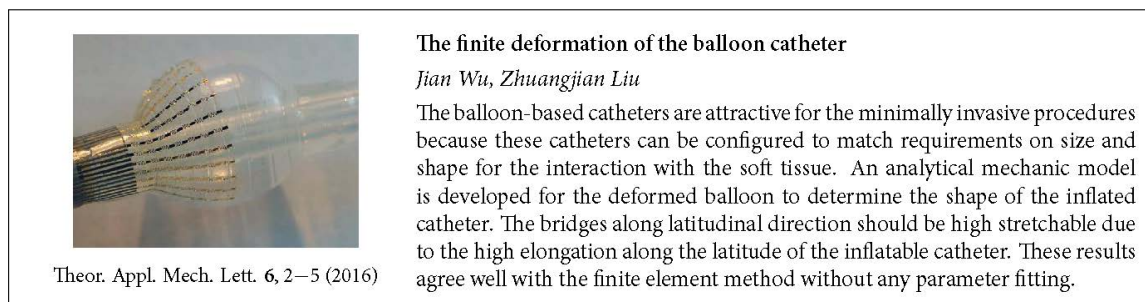 The finite deformation of the balloon catheter
Jian Wu, Zhuangjian Liu
The balloon-based catheters are attractive for the minimally invasive procedures
because these catheters can be configured to match requirements on size and
shape for the interaction with the soft tissue. An analytical mechanic model
is developed for the deformed balloon to determine the shape of the inflated
catheter. The bridges along latitudinal direction should be high stretchable due
to the high elongation along the latitude of the inflatable catheter. These results
agree well with the finite element method without any parameter fitting.
Theor. Appl. Mech. Lett. 6, 2−5 (2016)